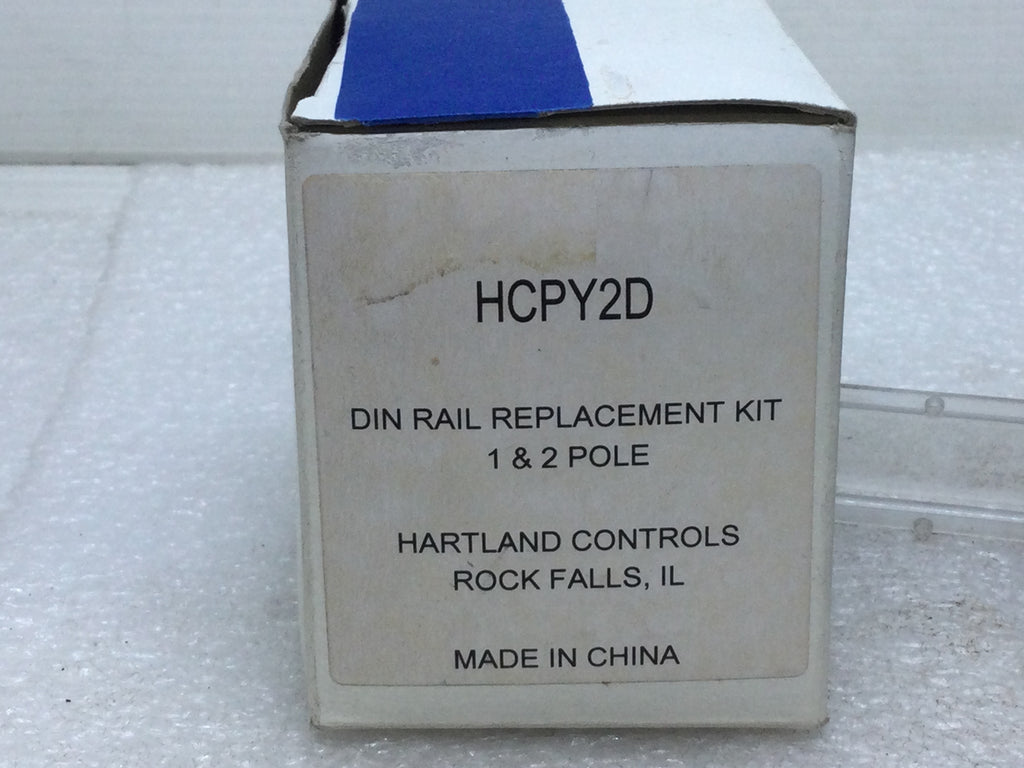 HCPY2D
DIN RAIL REPLACEMENT KIT
1 & 2 POLE
HARTLAND CONTROLS
ROCK FALLS, IL
MADE IN CHINA